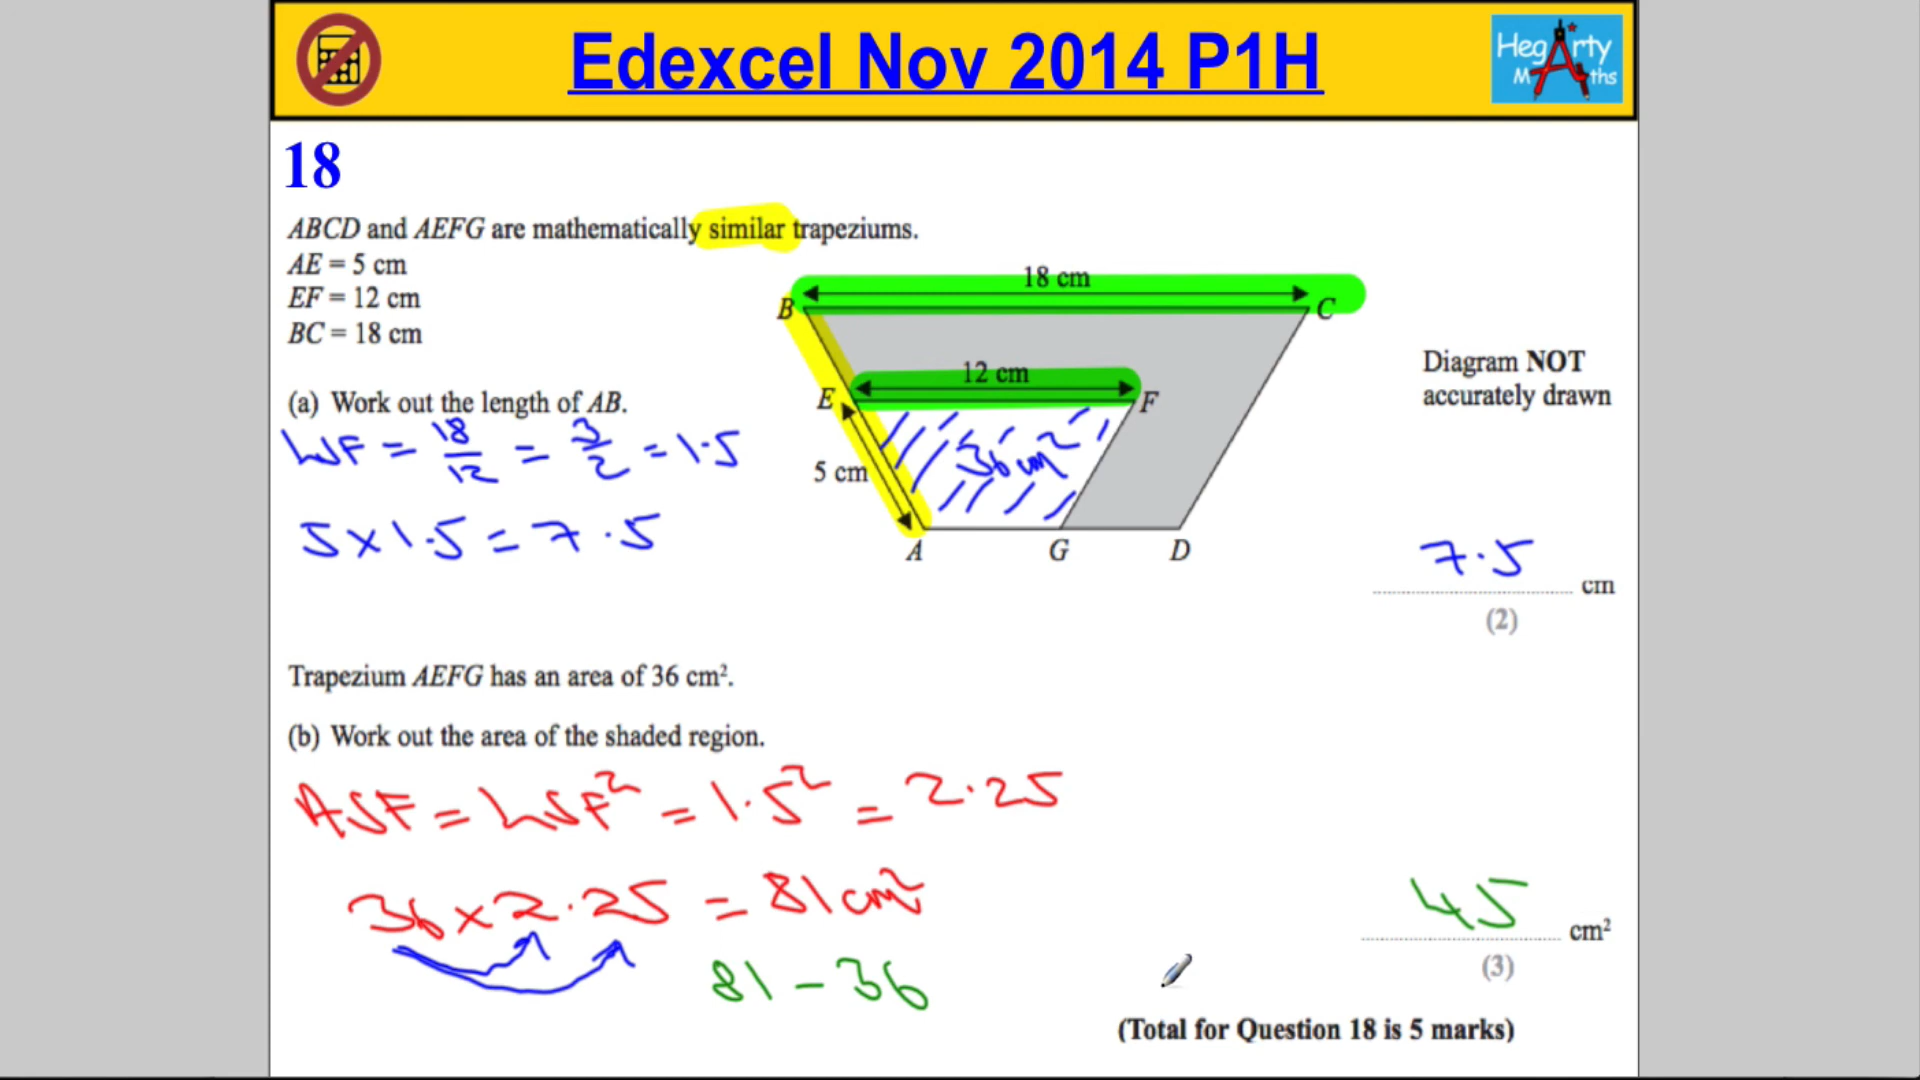 Edexcel Nov 2014 P1H
HegArty
Maths
18
ABCD and AEFG are mathematically similar trapeziums.
AE = 5 cm
EF = 12 cm
BC = 18 cm
18 cm
B
C
12 cm
E
F
36 cm²
5 cm
A
G
D
Diagram NOT
accurately drawn
(a) Work out the length of AB.
LSF = 18/12 = 3/2 = 1.5
5 × 1.5 = 7.5
7.5
cm
(2)
Trapezium AEFG has an area of 36 cm².
(b) Work out the area of the shaded region.
ASF = LSF² = 1.5² = 2.25
36 × 2.25 = 81 cm²
81 - 36
45
cm²
(3)
(Total for Question 18 is 5 marks)